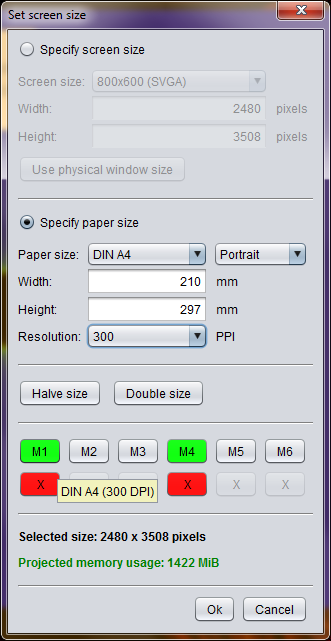 Set screen size
Specify screen size
Screen size: 800x600 (SVGA)
Width: 2480 pixels
Height: 3508 pixels
Use physical window size
Specify paper size
Paper size: DIN A4 Portrait
Width: 210 mm
Height: 297 mm
Resolution: 300 PPI
Halve size Double size
M1 M2 M3 M4 M5 M6
X X X X
DIN A4 (300 DPI)
Selected size: 2480 x 3508 pixels
Projected memory usage: 1422 MiB
Ok Cancel